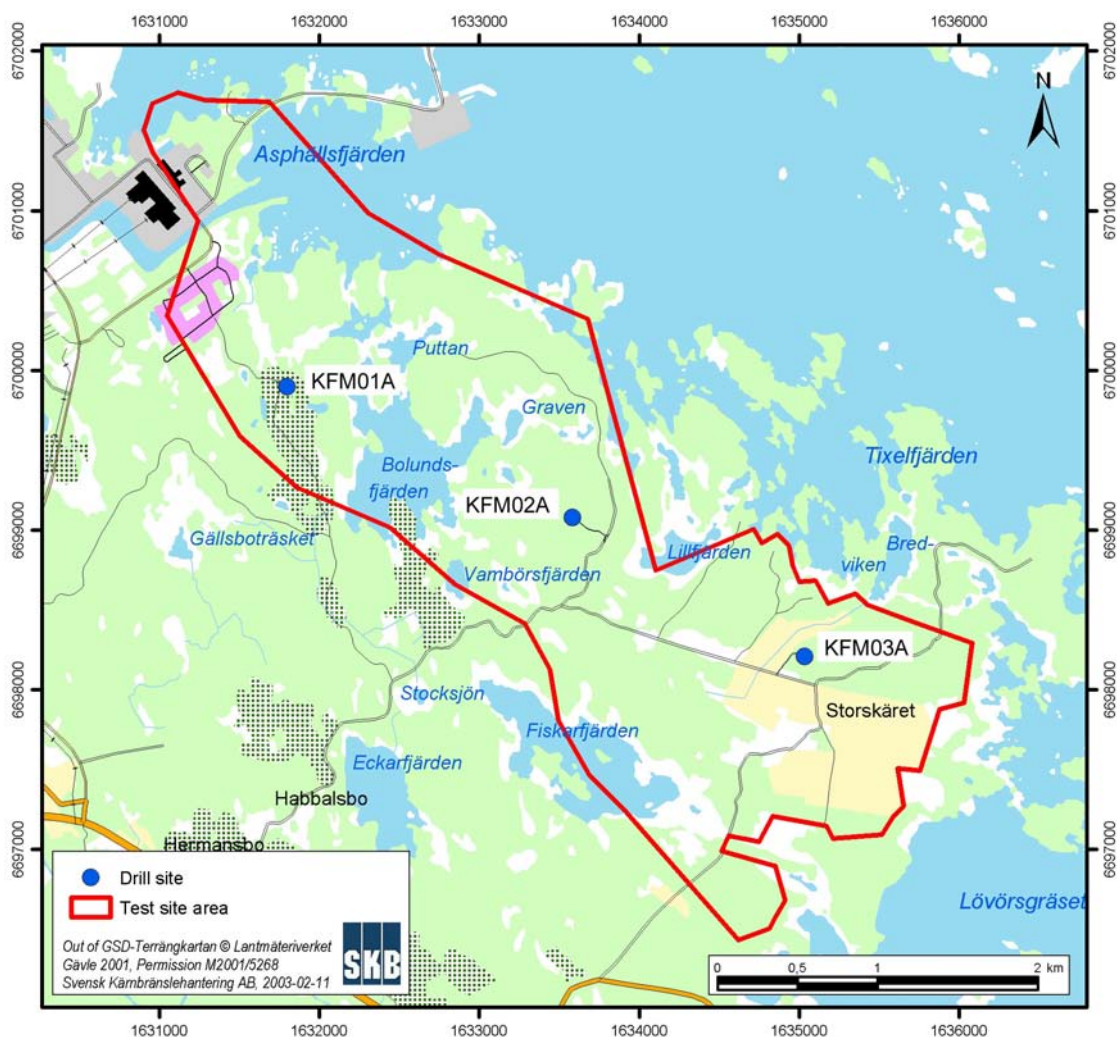 1631000 1632000 1633000 1634000 1635000 1636000
6702000
6702000
N
Asphällsfjärden
6701000
6701000
Puttan
6700000
6700000
KFM01A
Graven
Bolunds-
fjärden
Tixelfjärden
KFM02A
6699000
6699000
Gällsboträsket
Lillfjärden
Bred-
viken
Vambörsfjärden
KFM03A
6698000
6698000
Stocksjön
Storskäret
Fiskarfjärden
Eckarfjärden
Habbalsbo
Hermansbo
6697000
6697000
Lövörsgräset
Drill site
Test site area
Out of GSD-Terrängkartan © Lantmäteriverket
Gävle 2001, Permission M2001/5268
Svensk Kärnbränslehantering AB, 2003-02-11
SKB
0 0,5 1 2 km
1631000 1632000 1633000 1634000 1635000 1636000